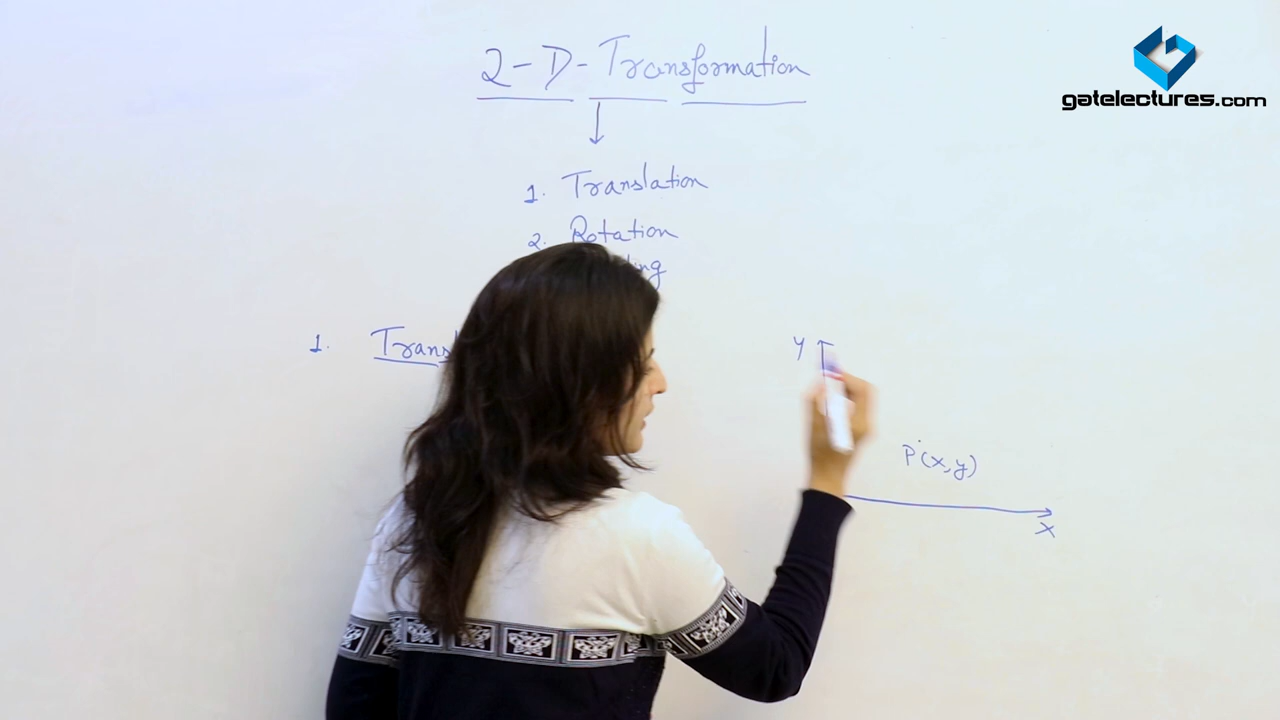 2-D-Transformation
gatelectures.com
1. Translation
2. Rotation
1.
y
P(x,y)
x